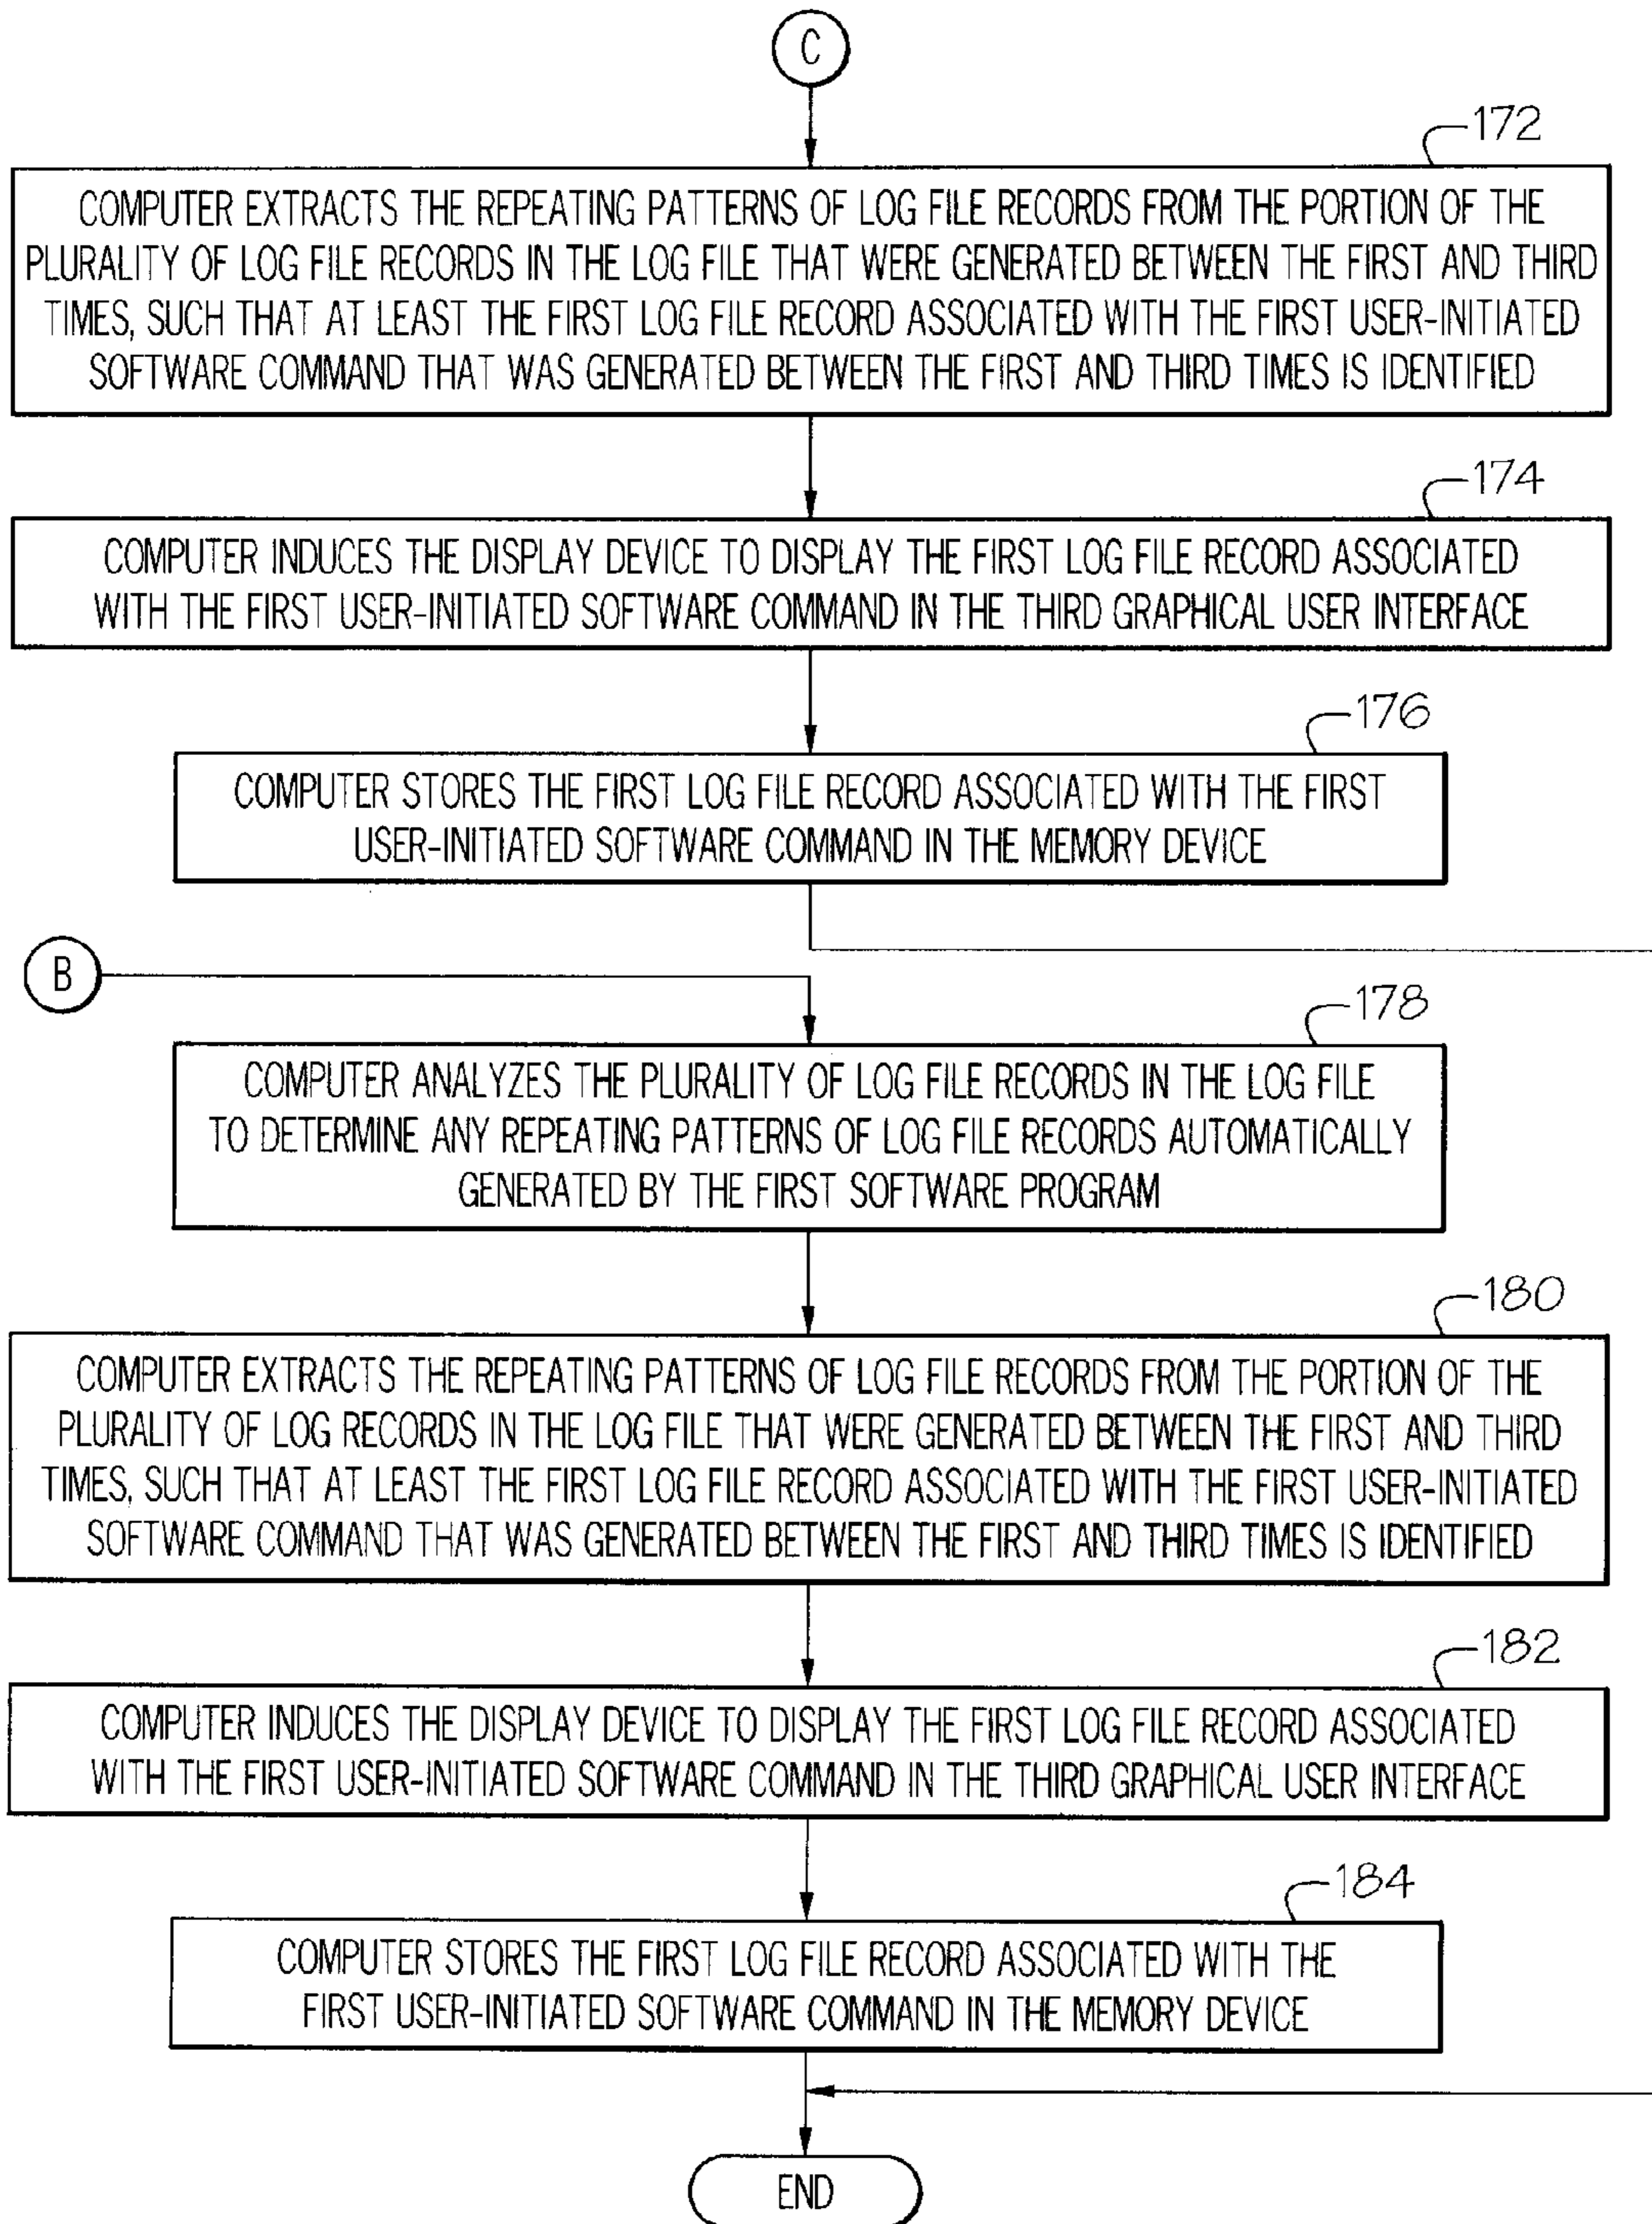 C
172
COMPUTER EXTRACTS THE REPEATING PATTERNS OF LOG FILE RECORDS FROM THE PORTION OF THE
PLURALITY OF LOG FILE RECORDS IN THE LOG FILE THAT WERE GENERATED BETWEEN THE FIRST AND THIRD
TIMES, SUCH THAT AT LEAST THE FIRST LOG FILE RECORD ASSOCIATED WITH THE FIRST USER-INITIATED
SOFTWARE COMMAND THAT WAS GENERATED BETWEEN THE FIRST AND THIRD TIMES IS IDENTIFIED
174
COMPUTER INDUCES THE DISPLAY DEVICE TO DISPLAY THE FIRST LOG FILE RECORD ASSOCIATED
WITH THE FIRST USER-INITIATED SOFTWARE COMMAND IN THE THIRD GRAPHICAL USER INTERFACE
176
COMPUTER STORES THE FIRST LOG FILE RECORD ASSOCIATED WITH THE FIRST
USER-INITIATED SOFTWARE COMMAND IN THE MEMORY DEVICE
B
178
COMPUTER ANALYZES THE PLURALITY OF LOG FILE RECORDS IN THE LOG FILE
TO DETERMINE ANY REPEATING PATTERNS OF LOG FILE RECORDS AUTOMATICALLY
GENERATED BY THE FIRST SOFTWARE PROGRAM
180
COMPUTER EXTRACTS THE REPEATING PATTERNS OF LOG FILE RECORDS FROM THE PORTION OF THE
PLURALITY OF LOG RECORDS IN THE LOG FILE THAT WERE GENERATED BETWEEN THE FIRST AND THIRD
TIMES, SUCH THAT AT LEAST THE FIRST LOG FILE RECORD ASSOCIATED WITH THE FIRST USER-INITIATED
SOFTWARE COMMAND THAT WAS GENERATED BETWEEN THE FIRST AND THIRD TIMES IS IDENTIFIED
182
COMPUTER INDUCES THE DISPLAY DEVICE TO DISPLAY THE FIRST LOG FILE RECORD ASSOCIATED
WITH THE FIRST USER-INITIATED SOFTWARE COMMAND IN THE THIRD GRAPHICAL USER INTERFACE
184
COMPUTER STORES THE FIRST LOG FILE RECORD ASSOCIATED WITH THE
FIRST USER-INITIATED SOFTWARE COMMAND IN THE MEMORY DEVICE
END